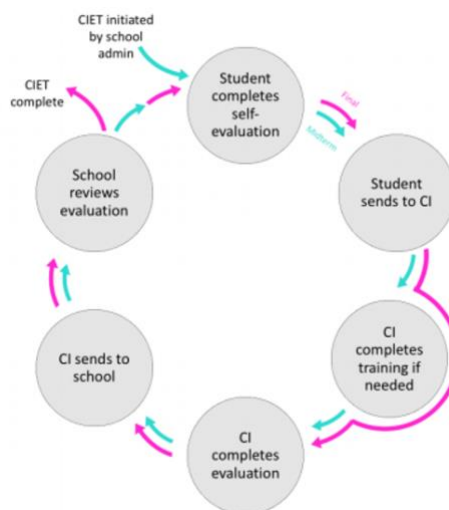 CIET initiated
by school
admin
CIET
complete
Student
completes
self-
evaluation
Final
Midterm
Student
sends to CI
CI
completes
training if
needed
CI
completes
evaluation
CI sends to
school
School
reviews
evaluation